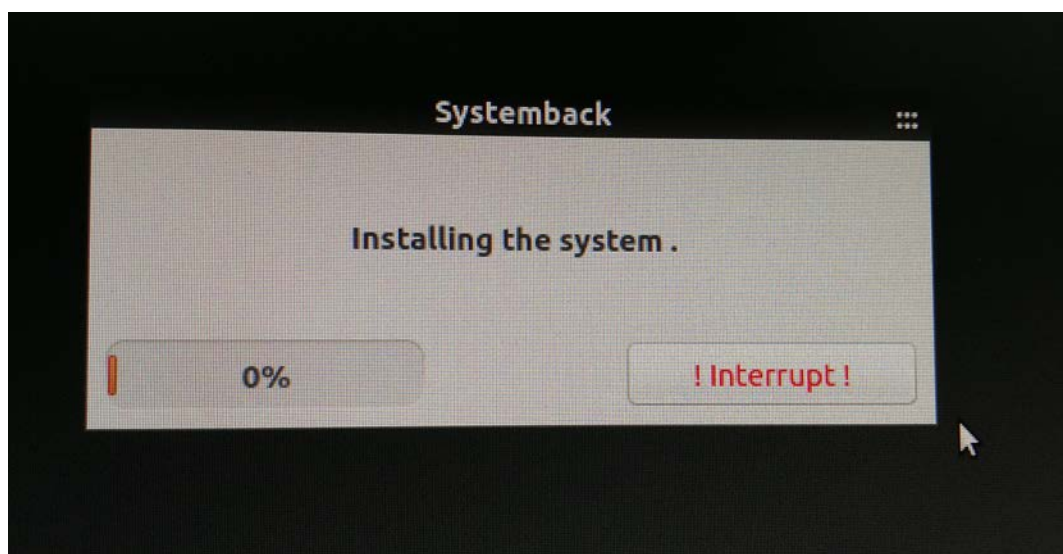 Systemback
Installing the system .
0%
! Interrupt !